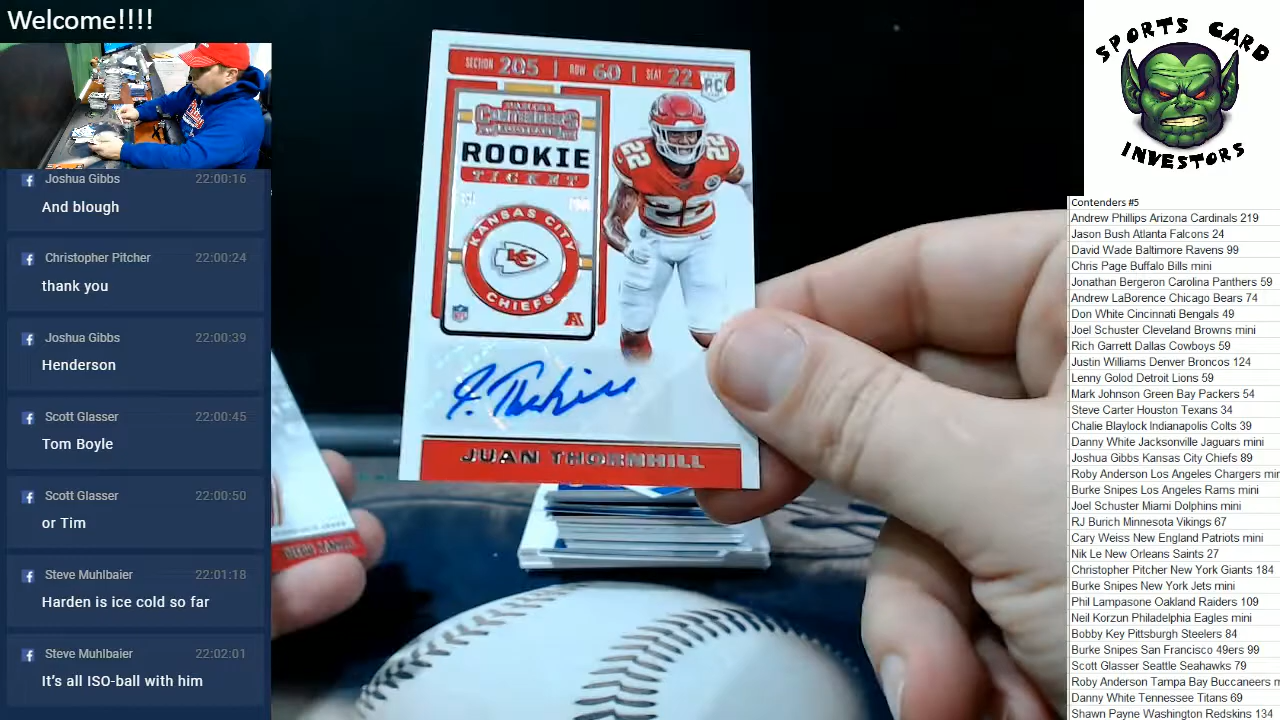 Welcome!!!!
Joshua Gibbs 22:00:16
And blough
Christopher Pitcher 22:00:24
thank you
Joshua Gibbs 22:00:39
Henderson
Scott Glasser 22:00:45
Tom Boyle
Scott Glasser 22:00:50
or Tim
Steve Muhlbaier 22:01:18
Harden is ice cold so far
Steve Muhlbaier 22:02:01
It's all ISO-ball with him
SECTION 205 | ROW 60 | SEAT 22
RC
CONTENDERS
ROOKIE
TICKET
KANSAS CITY
KC
CHIEFS
NFL
A
22
22
22
J. Thornhill
JUAN THORNHILL
SPORTS CARD
INVESTORS
Contenders #5
Andrew Phillips Arizona Cardinals 219
Jason Bush Atlanta Falcons 24
David Wade Baltimore Ravens 99
Chris Page Buffalo Bills mini
Jonathan Bergeron Carolina Panthers 59
Andrew LaBorence Chicago Bears 74
Don White Cincinnati Bengals 49
Joel Schuster Cleveland Browns mini
Rich Garrett Dallas Cowboys 59
Justin Williams Denver Broncos 124
Lenny Golod Detroit Lions 59
Mark Johnson Green Bay Packers 54
Steve Carter Houston Texans 34
Chalie Blaylock Indianapolis Colts 39
Danny White Jacksonville Jaguars mini
Joshua Gibbs Kansas City Chiefs 89
Roby Anderson Los Angeles Chargers mi
Burke Snipes Los Angeles Rams mini
Joel Schuster Miami Dolphins mini
RJ Burich Minnesota Vikings 67
Cary Weiss New England Patriots mini
Nik Le New Orleans Saints 27
Christopher Pitcher New York Giants 184
Burke Snipes New York Jets mini
Phil Lampasone Oakland Raiders 109
Neil Korzun Philadelphia Eagles mini
Bobby Key Pittsburgh Steelers 84
Burke Snipes San Francisco 49ers 99
Scott Glasser Seattle Seahawks 79
Roby Anderson Tampa Bay Buccaneers m
Danny White Tennessee Titans 69
Shawn Payne Washington Redskins 134